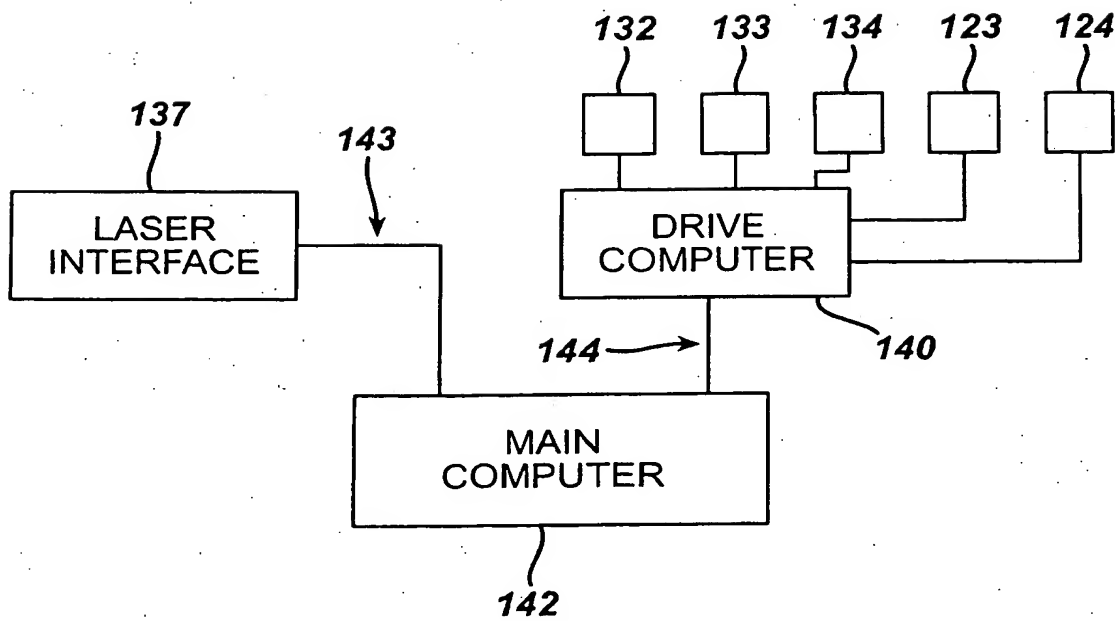 132
133
134
123
124
137
143
LASER
INTERFACE
DRIVE
COMPUTER
144
140
MAIN
COMPUTER
142